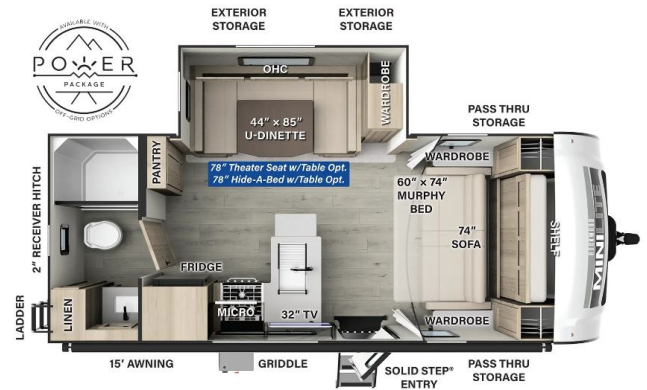 AVAILABLE WITH
POWER
PACKAGE
OFF-GRID OPTIONS
EXTERIOR
STORAGE
EXTERIOR
STORAGE
OHC
WARDROBE
44" × 85"
U-DINETTE
PASS THRU
STORAGE
PANTRY
78" Theater Seat w/Table Opt.
78" Hide-A-Bed w/Table Opt.
WARDROBE
60" × 74"
MURPHY
BED
2" RECEIVER HITCH
74"
SOFA
SHELF
MINI LITE
FRIDGE
LADDER
LINEN
MICRO
32" TV
WARDROBE
15' AWNING
GRIDDLE
SOLID STEP®
ENTRY
PASS THRU
STORAGE